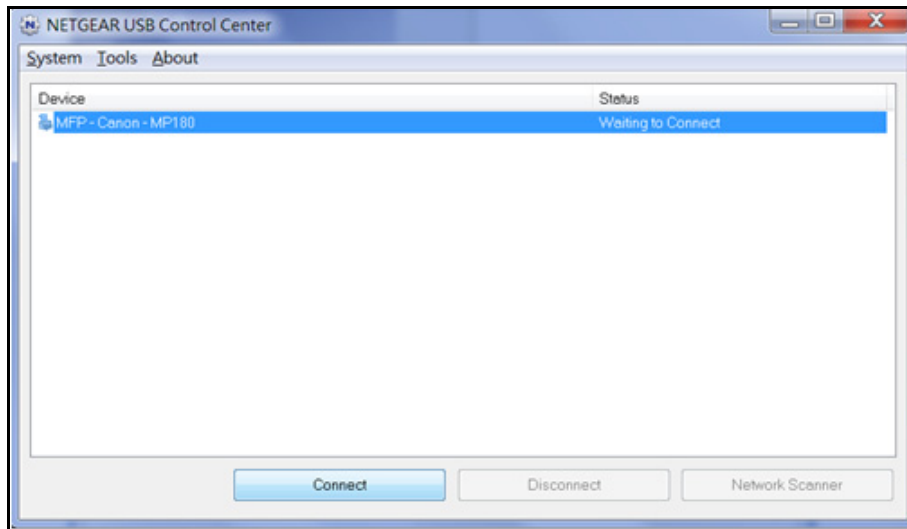 NETGEAR USB Control Center
System Tools About
Device Status
MFP - Canon - MP180 Waiting to Connect
Connect Disconnect Network Scanner